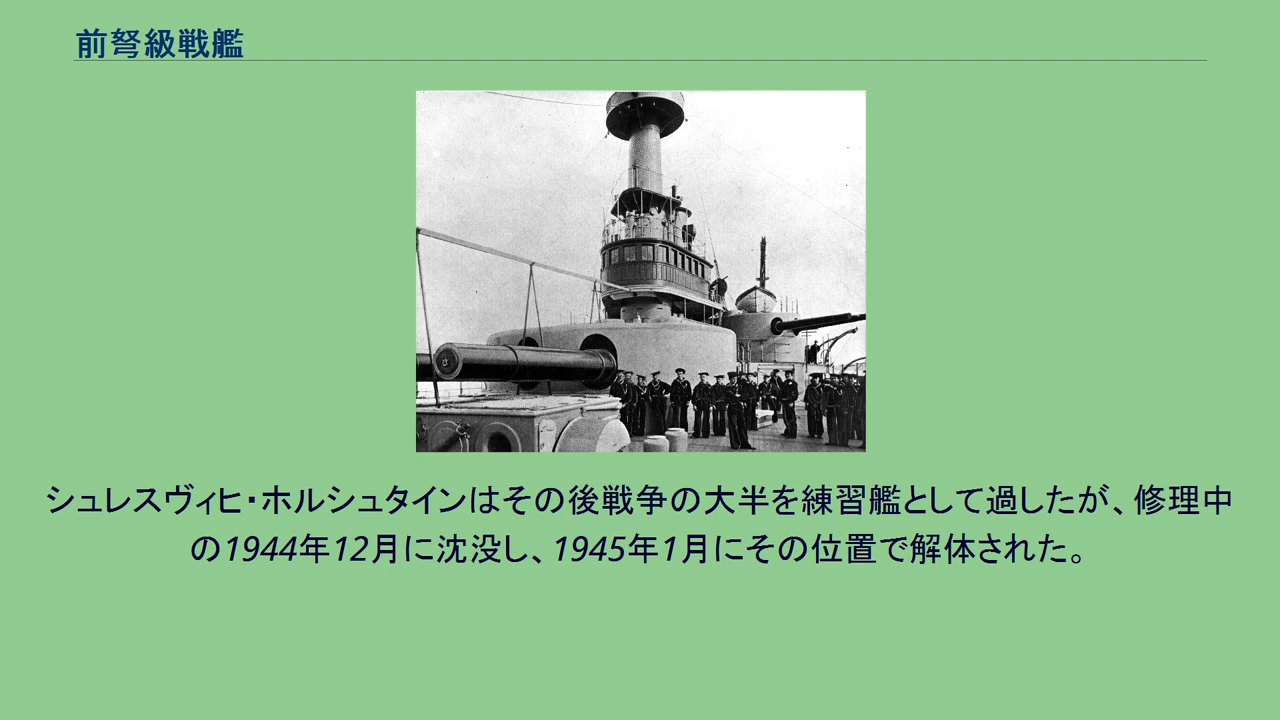 前弩級戦艦
シュレスヴィヒ・ホルシュタインはその後戦争の大半を練習艦として過したが、修理中
の1944年12月に沈没し、1945年1月にその位置で解体された。